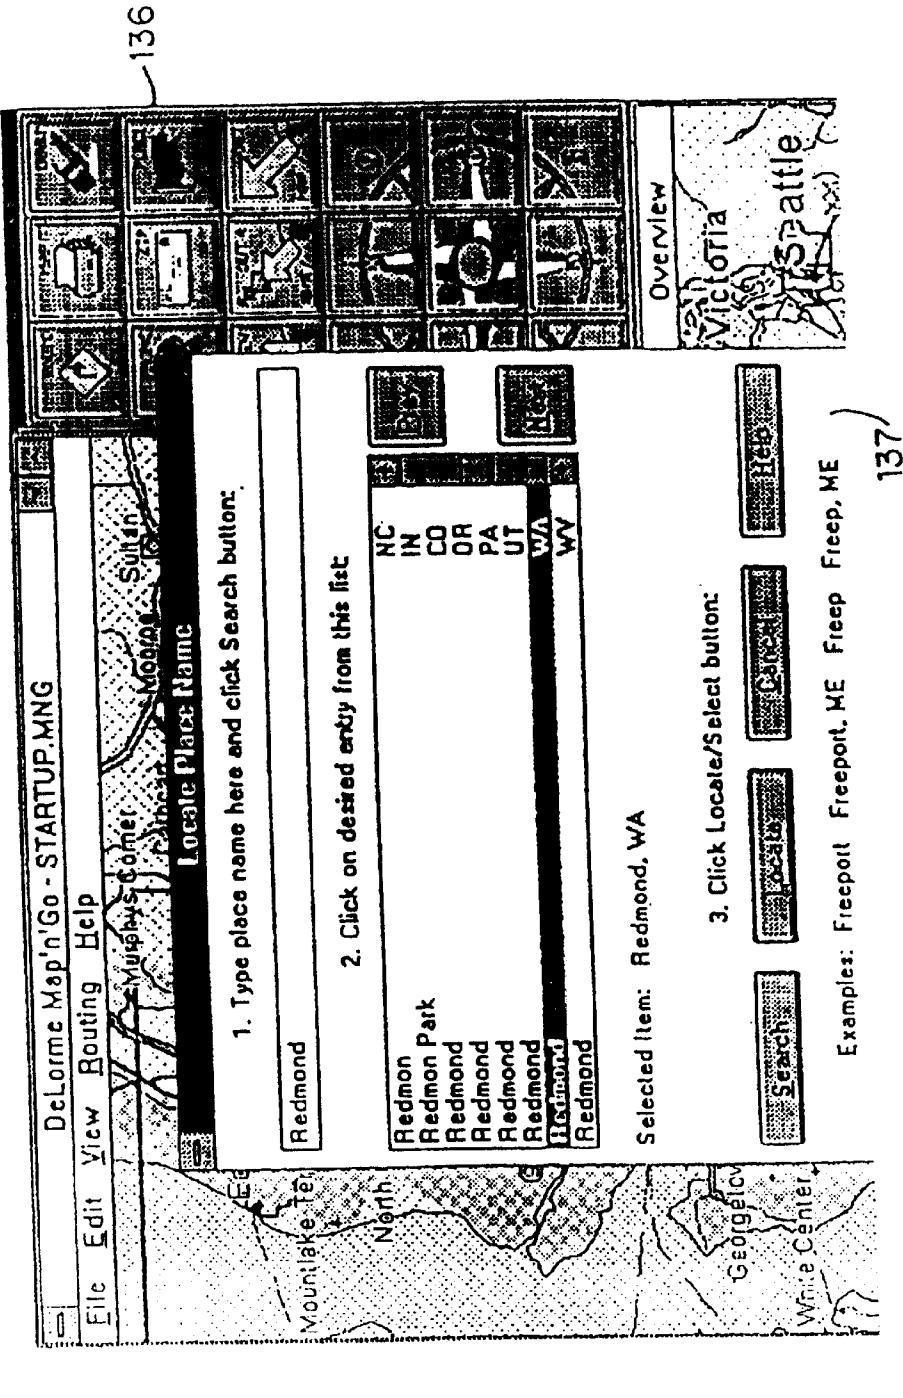 136
DeLorme Map'n'Go - STARTUP.MNG
File Edit View Routing Help
Murphys Corner
Sultan
Locate Place Name
1. Type place name here and click Search button:
Redmond
2. Click on desired entry from this list:
Redmon NC
Redmon Park IN
Redmond CO
Redmond OR
Redmond PA
Redmond UT
Redmond WA
Redmond WV
Prev
New
Selected Item: Redmond, WA
3. Click Locate/Select button:
Search
Locate
Cancel
Help
Examples: Freeport Freeport. ME Freep Freep, ME
Overview
Victoria
Seattle
Mountlake Ter
North
Georgetov
White Center
137